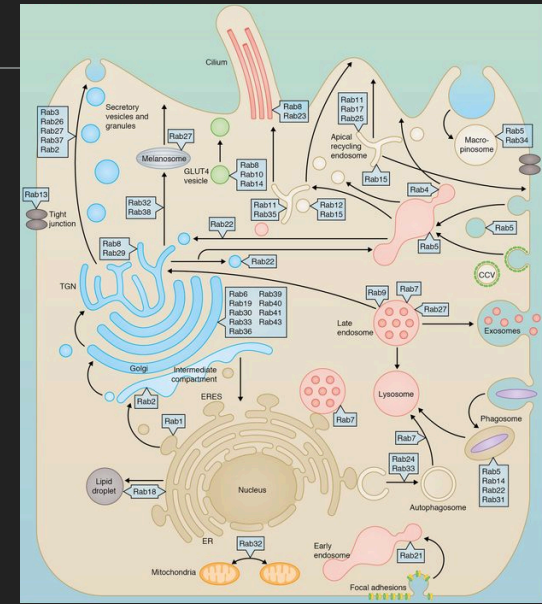 Cilium
Rab8
Rab23
Rab3
Rab26
Rab27
Rab37
Rab2
Secretory
vesicles and
granules
Rab27
Melanosome
GLUT4
vesicle
Rab8
Rab10
Rab14
Rab11
Rab17
Rab25
Apical
recycling
endosome
Rab15
Macro-
pinosome
Rab5
Rab34
Rab13
Tight
junction
Rab32
Rab38
Rab11
Rab35
Rab12
Rab15
Rab4
Rab22
Rab5
Rab5
Rab8
Rab29
Rab22
CCV
TGN
Rab6 Rab39
Rab19 Rab40
Rab30 Rab41
Rab33 Rab43
Rab36
Rab9
Rab7
Rab27
Late
endosome
Exosomes
Golgi
Intermediate
compartment
Rab2
ERES
Lysosome
Rab7
Phagosome
Rab1
Rab7
Rab24
Rab33
Rab5
Rab14
Rab22
Rab31
Lipid
droplet
Rab18
Nucleus
Autophagosome
ER
Rab32
Mitochondria
Early
endosome
Rab21
Focal adhesions